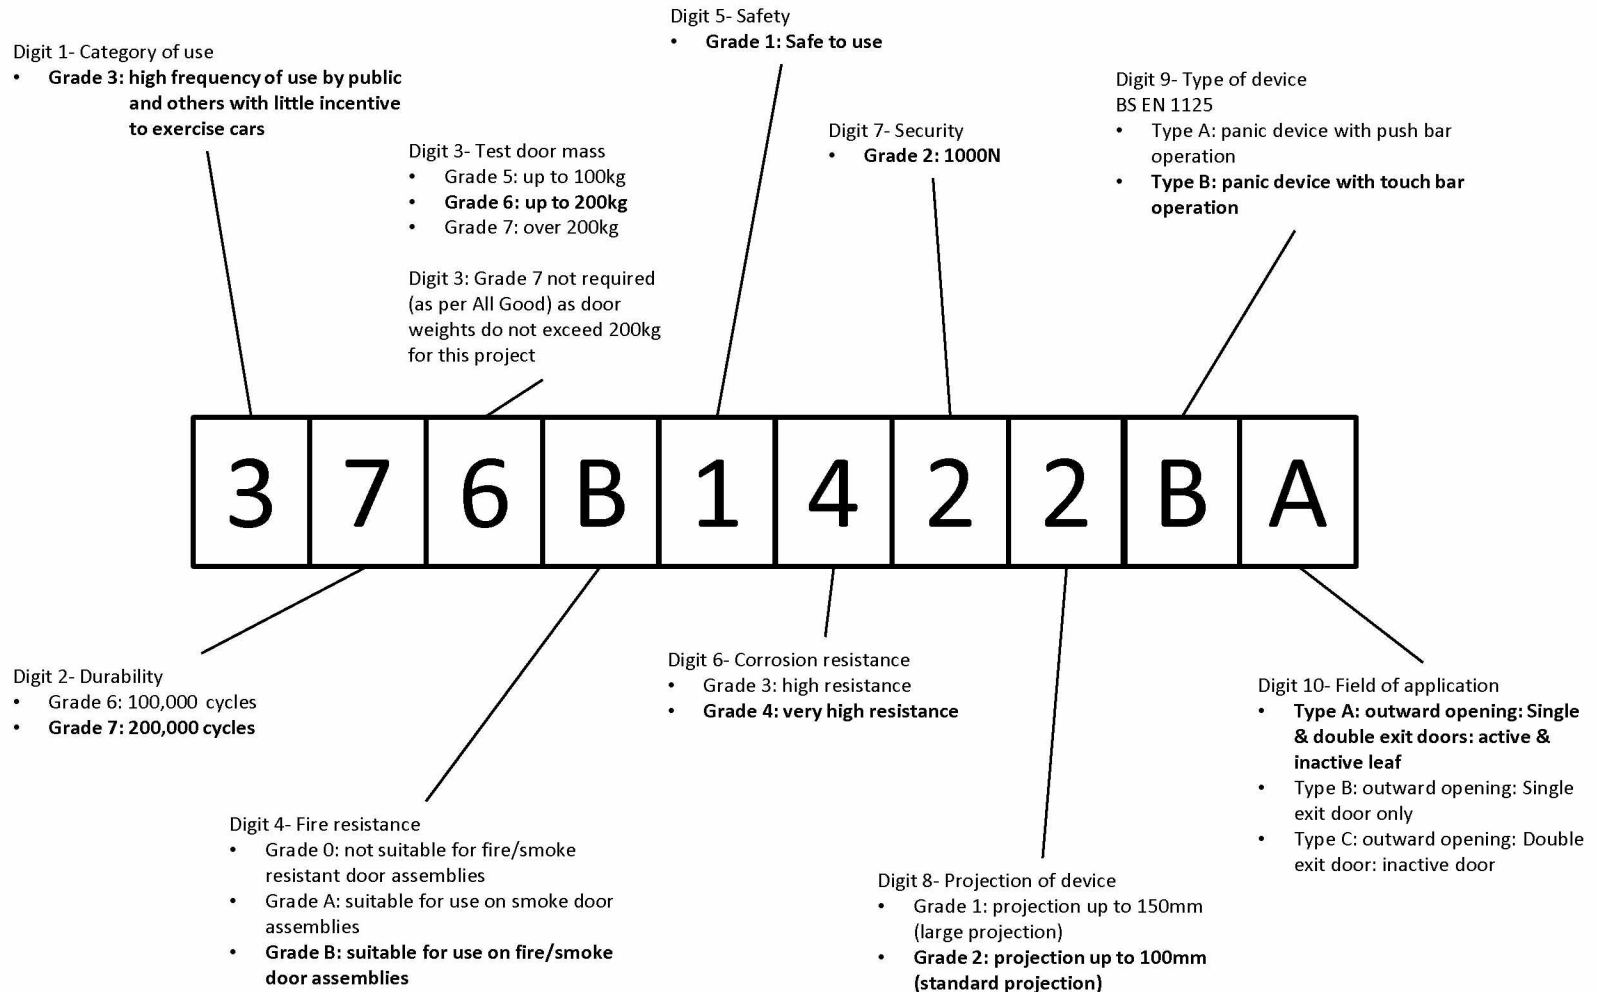 Digit 1- Category of use
• Grade 3: high frequency of use by public
and others with little incentive
to exercise cars
Digit 3- Test door mass
• Grade 5: up to 100kg
• Grade 6: up to 200kg
• Grade 7: over 200kg
Digit 3: Grade 7 not required
(as per All Good) as door
weights do not exceed 200kg
for this project
Digit 5- Safety
• Grade 1: Safe to use
Digit 7- Security
• Grade 2: 1000N
Digit 9- Type of device
BS EN 1125
• Type A: panic device with push bar
operation
• Type B: panic device with touch bar
operation
3 7 6 B 1 4 2 2 B A
Digit 2- Durability
• Grade 6: 100,000 cycles
• Grade 7: 200,000 cycles
Digit 4- Fire resistance
• Grade 0: not suitable for fire/smoke
resistant door assemblies
• Grade A: suitable for use on smoke door
assemblies
• Grade B: suitable for use on fire/smoke
door assemblies
Digit 6- Corrosion resistance
• Grade 3: high resistance
• Grade 4: very high resistance
Digit 8- Projection of device
• Grade 1: projection up to 150mm
(large projection)
• Grade 2: projection up to 100mm
(standard projection)
Digit 10- Field of application
• Type A: outward opening: Single
& double exit doors: active &
inactive leaf
• Type B: outward opening: Single
exit door only
• Type C: outward opening: Double
exit door: inactive door